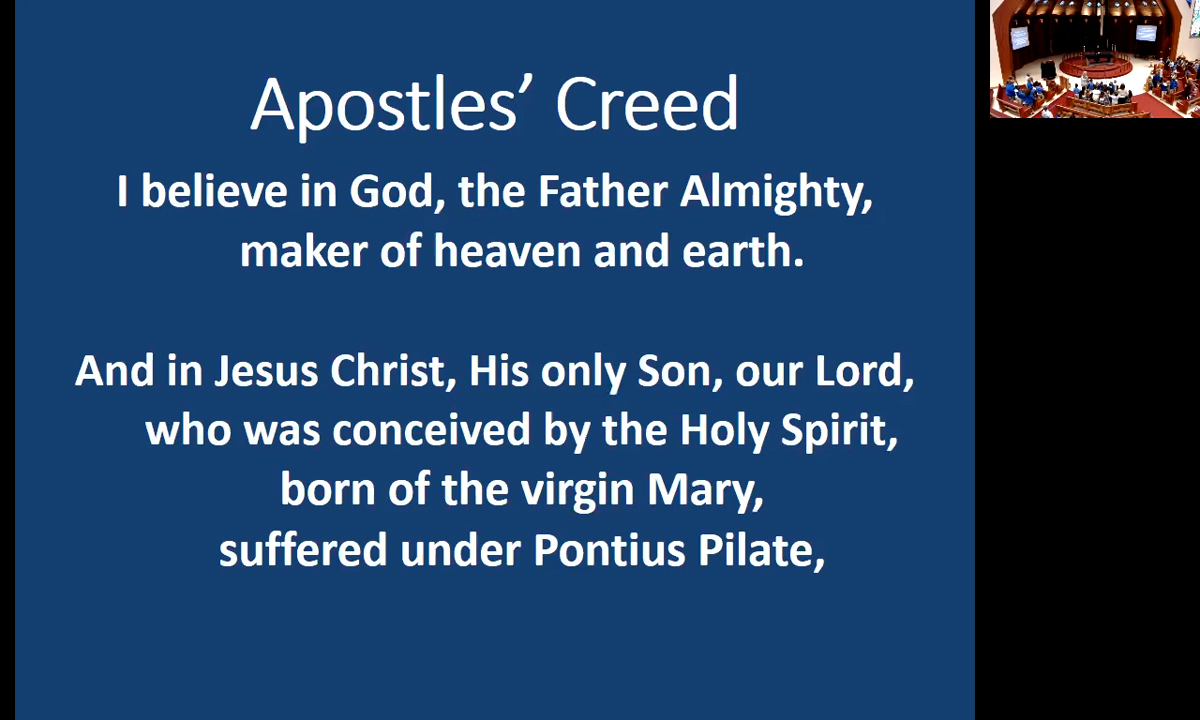 Apostles’ Creed
I believe in God, the Father Almighty,
maker of heaven and earth.
And in Jesus Christ, His only Son, our Lord,
who was conceived by the Holy Spirit,
born of the virgin Mary,
suffered under Pontius Pilate,